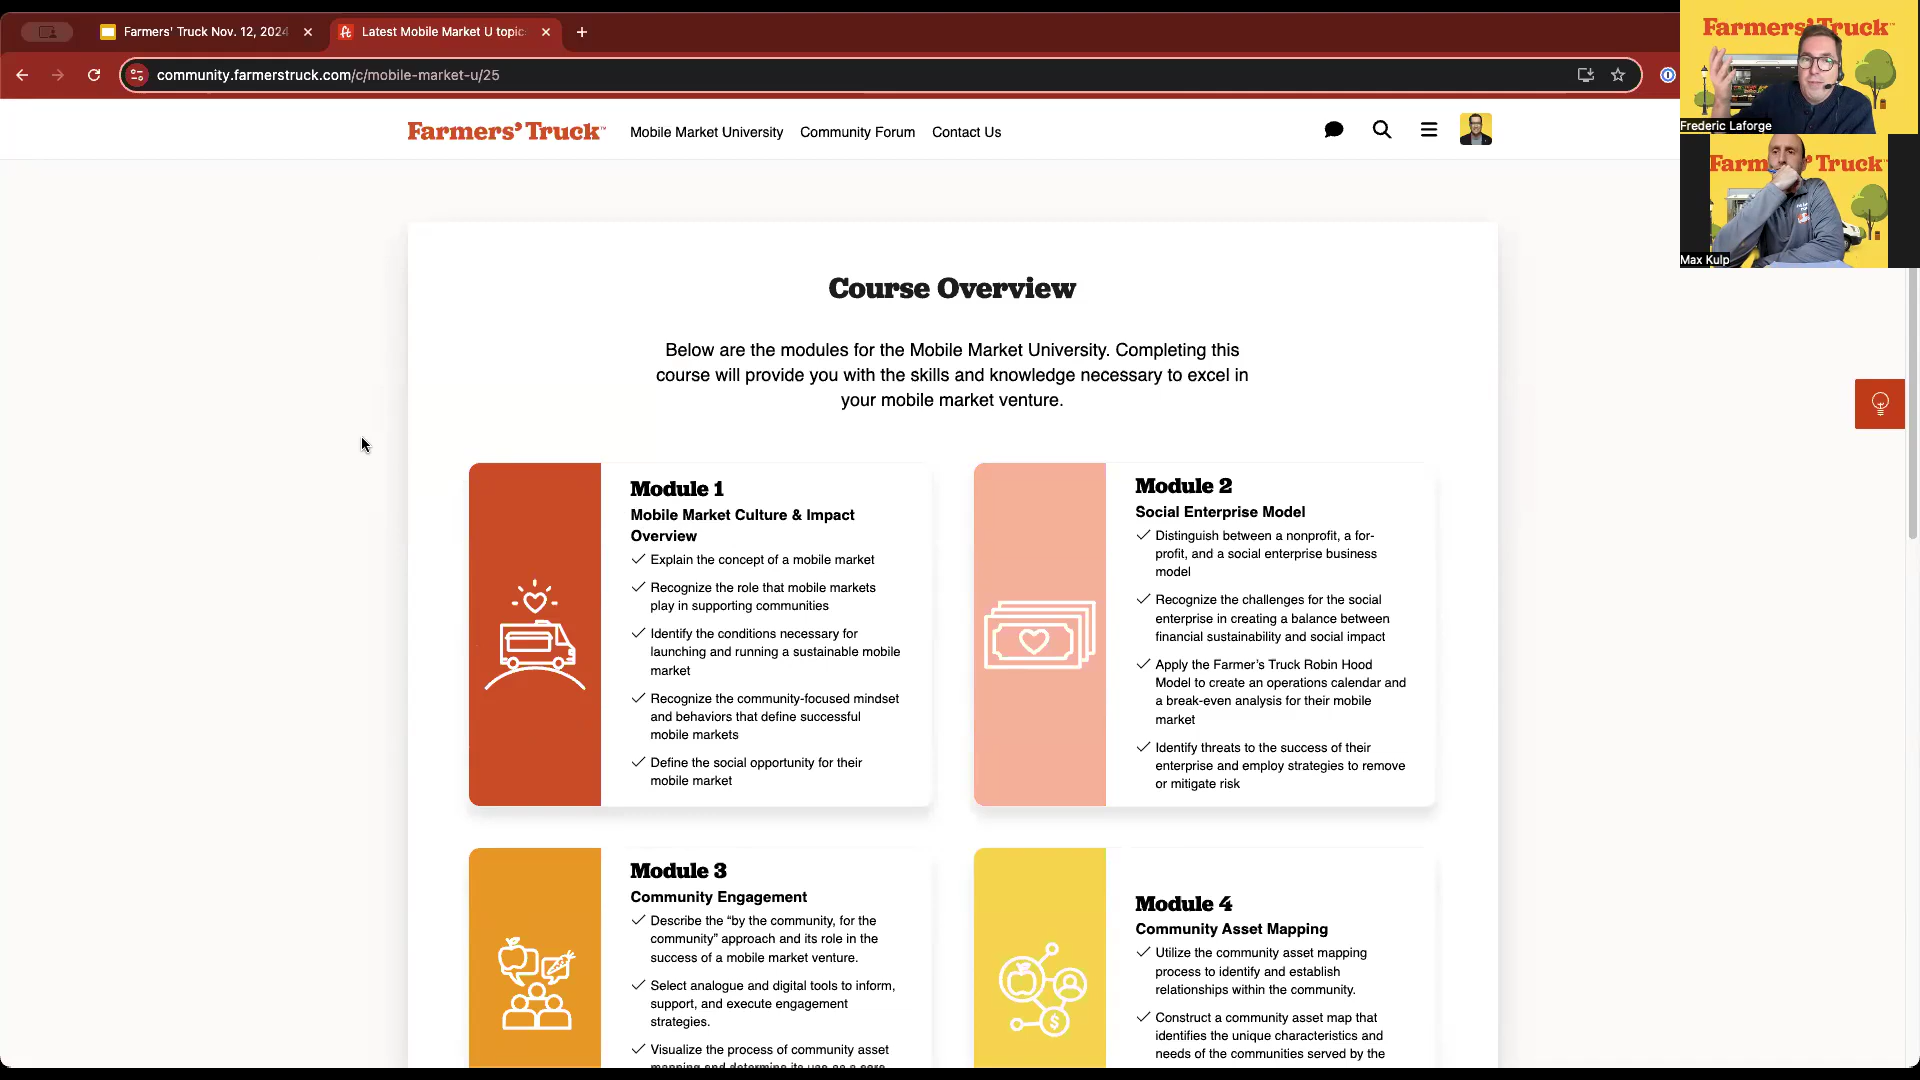 Farmers' Truck Nov. 12, 2024
Latest Mobile Market U topic
community.farmerstruck.com/c/mobile-market-u/25
Farmers' Truck™
Mobile Market University
Community Forum
Contact Us
Farmers' Truck™
Frederic Laforge
Max Kulp
Course Overview
Below are the modules for the Mobile Market University. Completing this
course will provide you with the skills and knowledge necessary to excel in
your mobile market venture.
Module 1
Mobile Market Culture & Impact
Overview
Explain the concept of a mobile market
Recognize the role that mobile markets
play in supporting communities
Identify the conditions necessary for
launching and running a sustainable mobile
market
Recognize the community-focused mindset
and behaviors that define successful
mobile markets
Define the social opportunity for their
mobile market
Module 2
Social Enterprise Model
Distinguish between a nonprofit, a for-
profit, and a social enterprise business
model
Recognize the challenges for the social
enterprise in creating a balance between
financial sustainability and social impact
Apply the Farmer's Truck Robin Hood
Model to create an operations calendar and
a break-even analysis for their mobile
market
Identify threats to the success of their
enterprise and employ strategies to remove
or mitigate risk
Module 3
Community Engagement
Describe the "by the community, for the
community" approach and its role in the
success of a mobile market venture.
Select analogue and digital tools to inform,
support, and execute engagement
strategies.
Visualize the process of community asset
mapping and determine its use as a core
Module 4
Community Asset Mapping
Utilize the community asset mapping
process to identify and establish
relationships within the community.
Construct a community asset map that
identifies the unique characteristics and
needs of the communities served by the